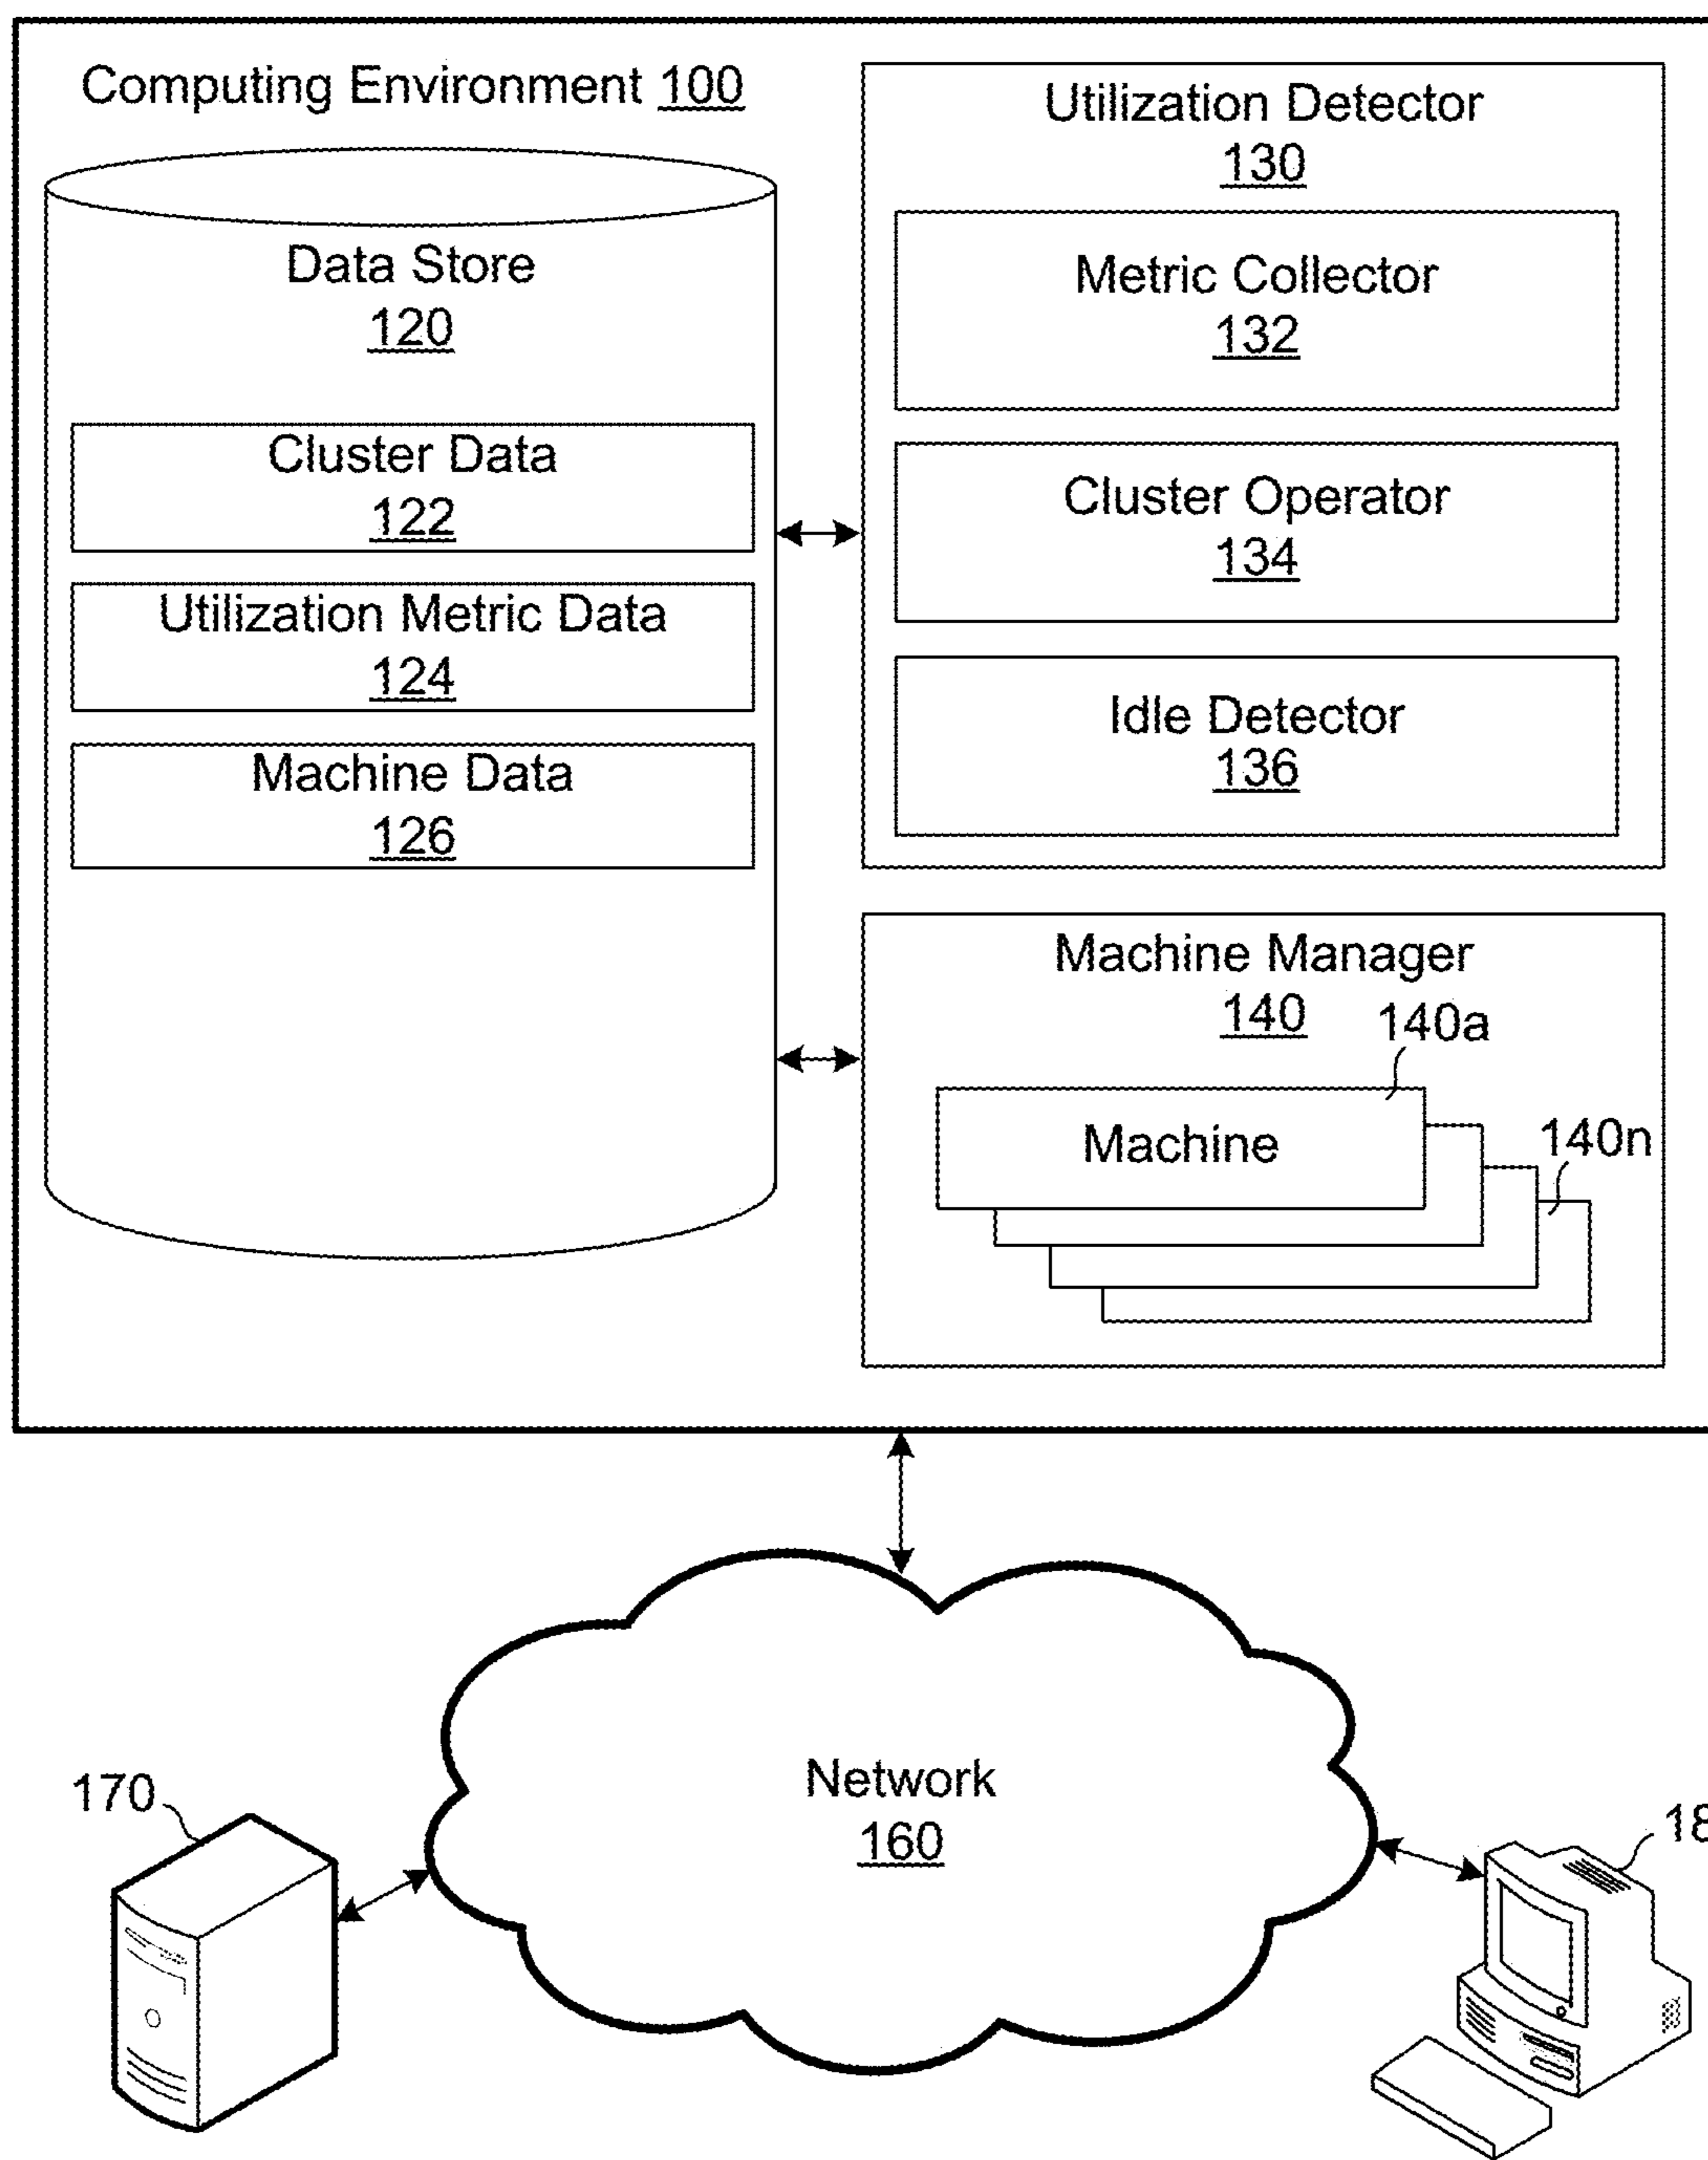 Computing Environment 100
Data Store
120
Cluster Data
122
Utilization Metric Data
124
Machine Data
126
Utilization Detector
130
Metric Collector
132
Cluster Operator
134
Idle Detector
136
Machine Manager
140
140a
Machine
140n
Network
160
170